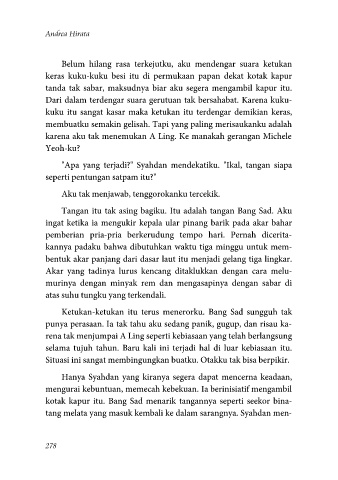 Andrea Hirata
Belum hilang rasa terkejutku, aku mendengar suara ketukan
keras kuku-kuku besi itu di permukaan papan dekat kotak kapur
tanda tak sabar, maksudnya biar aku segera mengambil kapur itu.
Dari dalam terdengar suara gerutuan tak bersahabat. Karena kuku-
kuku itu sangat kasar maka ketukan itu terdengar demikian keras,
membuatku semakin gelisah. Tapi yang paling merisaukanku adalah
karena aku tak menemukan A Ling. Ke manakah gerangan Michele
Yeoh-ku?
"Apa yang terjadi?" Syahdan mendekatiku. "Ikal, tangan siapa
seperti pentungan satpam itu?"
Aku tak menjawab, tenggorokanku tercekik.
Tangan itu tak asing bagiku. Itu adalah tangan Bang Sad. Aku
ingat ketika ia mengukir kepala ular pinang barik pada akar bahar
pemberian pria-pria berkerudung tempo hari. Pernah dicerita-
kannya padaku bahwa dibutuhkan waktu tiga minggu untuk mem-
bentuk akar panjang dari dasar laut itu menjadi gelang tiga lingkar.
Akar yang tadinya lurus kencang ditaklukkan dengan cara melu-
murinya dengan minyak rem dan mengasapinya dengan sabar di
atas suhu tungku yang terkendali.
Ketukan-ketukan itu terus menerorku. Bang Sad sungguh tak
punya perasaan. Ia tak tahu aku sedang panik, gugup, dan risau ka-
rena tak menjumpai A Ling seperti kebiasaan yang telah berlangsung
selama tujuh tahun. Baru kali ini terjadi hal di luar kebiasaan itu.
Situasi ini sangat membingungkan buatku. Otakku tak bisa berpikir.
Hanya Syahdan yang kiranya segera dapat mencerna keadaan,
mengurai kebuntuan, memecah kebekuan. Ia berinisiatif mengambil
kotak kapur itu. Bang Sad menarik tangannya seperti seekor bina-
tang melata yang masuk kembali ke dalam sarangnya. Syahdan men-
278